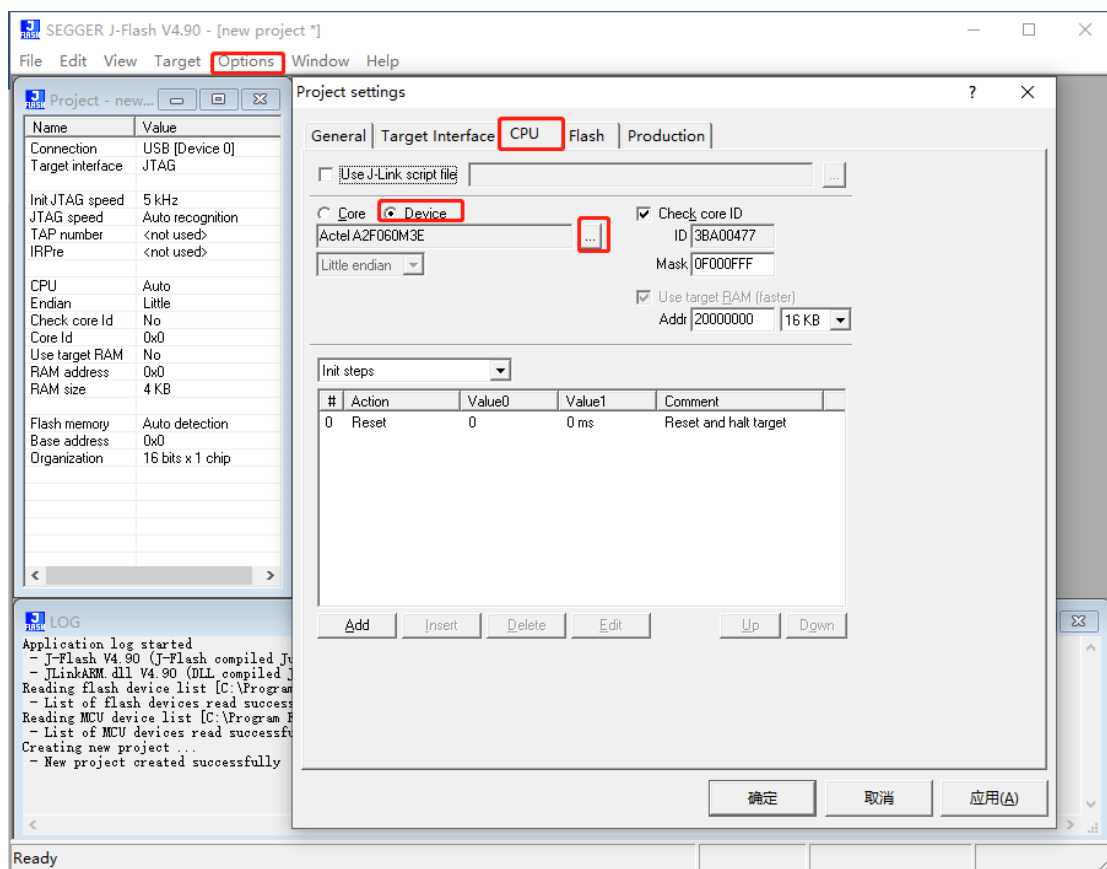 SEGGER J-Flash V4.90 - [new project *]
File Edit View Target Options Window Help
Project - new...
Name Value
Connection USB [Device 0]
Target interface JTAG
Init JTAG speed 5 kHz
JTAG speed Auto recognition
TAP number <not used>
IRPre <not used>
CPU Auto
Endian Little
Check core Id No
Core Id 0x0
Use target RAM No
RAM address 0x0
RAM size 4 KB
Flash memory Auto detection
Base address 0x0
Organization 16 bits x 1 chip
Project settings
General Target Interface CPU Flash Production
Use J-Link script file ...
Core Device
Actel A2F060M3E ...
Little endian
Check core ID
ID 3BA00477
Mask 0F000FFF
Use target RAM (faster)
Addr 20000000 16 KB
Init steps
# Action Value0 Value1 Comment
0 Reset 0 0 ms Reset and halt target
Add Insert Delete Edit Up Down
确定 取消 应用(A)
LOG
Application log started
- J-Flash V4.90 (J-Flash compiled Ju
- JLinkARM.dll V4.90 (DLL compiled J
Reading flash device list [C:\Program
- List of flash devices read success
Reading MCU device list [C:\Program F
- List of MCU devices read successfu
Creating new project ...
- New project created successfully
Ready